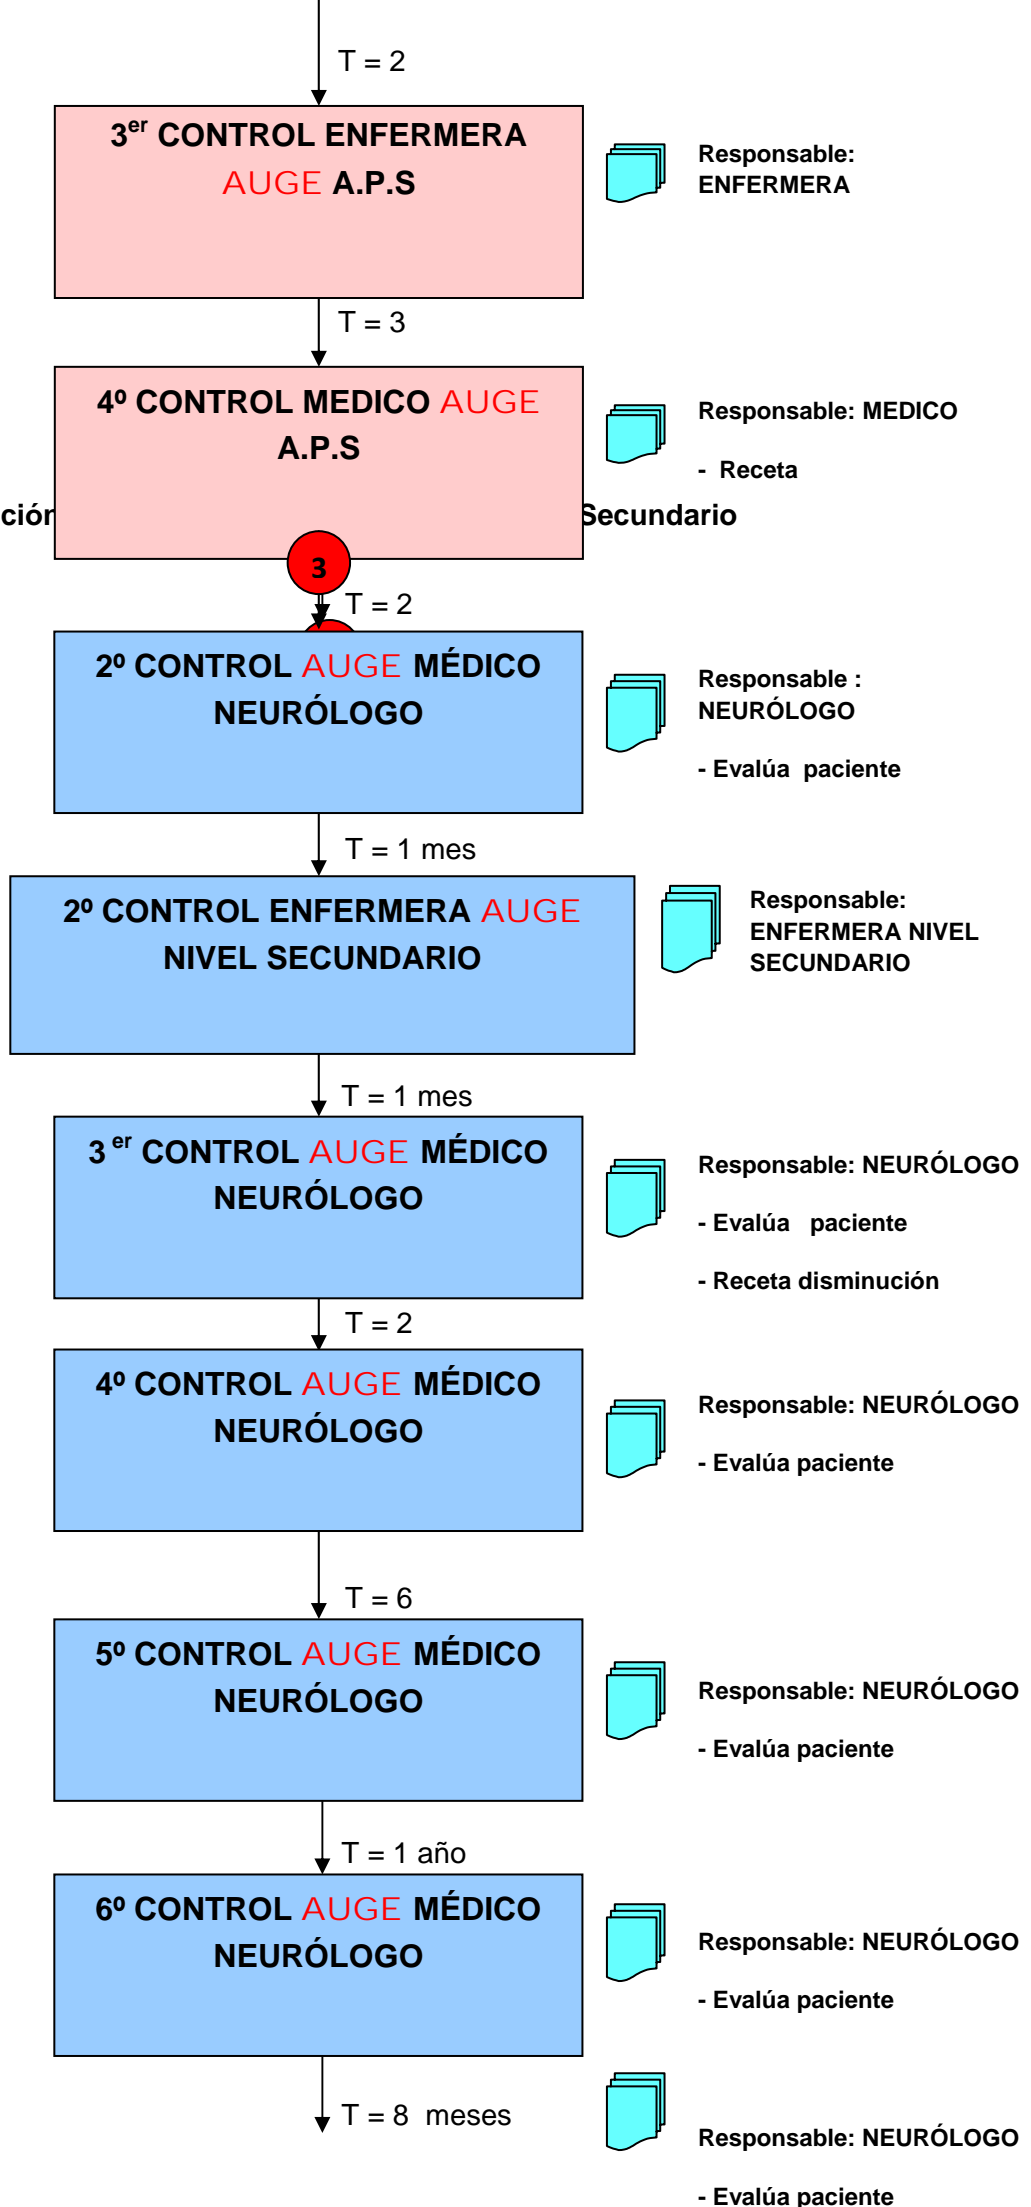 T = 2
3er CONTROL ENFERMERA
AUGE A.P.S
Responsable:
ENFERMERA
T = 3
4º CONTROL MEDICO AUGE
A.P.S
Responsable: MEDICO
- Receta
ción
Secundario
3
T = 2
2º CONTROL AUGE MÉDICO
NEURÓLOGO
Responsable :
NEURÓLOGO
- Evalúa paciente
T = 1 mes
2º CONTROL ENFERMERA AUGE
NIVEL SECUNDARIO
Responsable:
ENFERMERA NIVEL
SECUNDARIO
T = 1 mes
3 er CONTROL AUGE MÉDICO
NEURÓLOGO
Responsable: NEURÓLOGO
- Evalúa paciente
- Receta disminución
T = 2
4º CONTROL AUGE MÉDICO
NEURÓLOGO
Responsable: NEURÓLOGO
- Evalúa paciente
T = 6
5º CONTROL AUGE MÉDICO
NEURÓLOGO
Responsable: NEURÓLOGO
- Evalúa paciente
T = 1 año
6º CONTROL AUGE MÉDICO
NEURÓLOGO
Responsable: NEURÓLOGO
- Evalúa paciente
T = 8 meses
Responsable: NEURÓLOGO
- Evalúa paciente